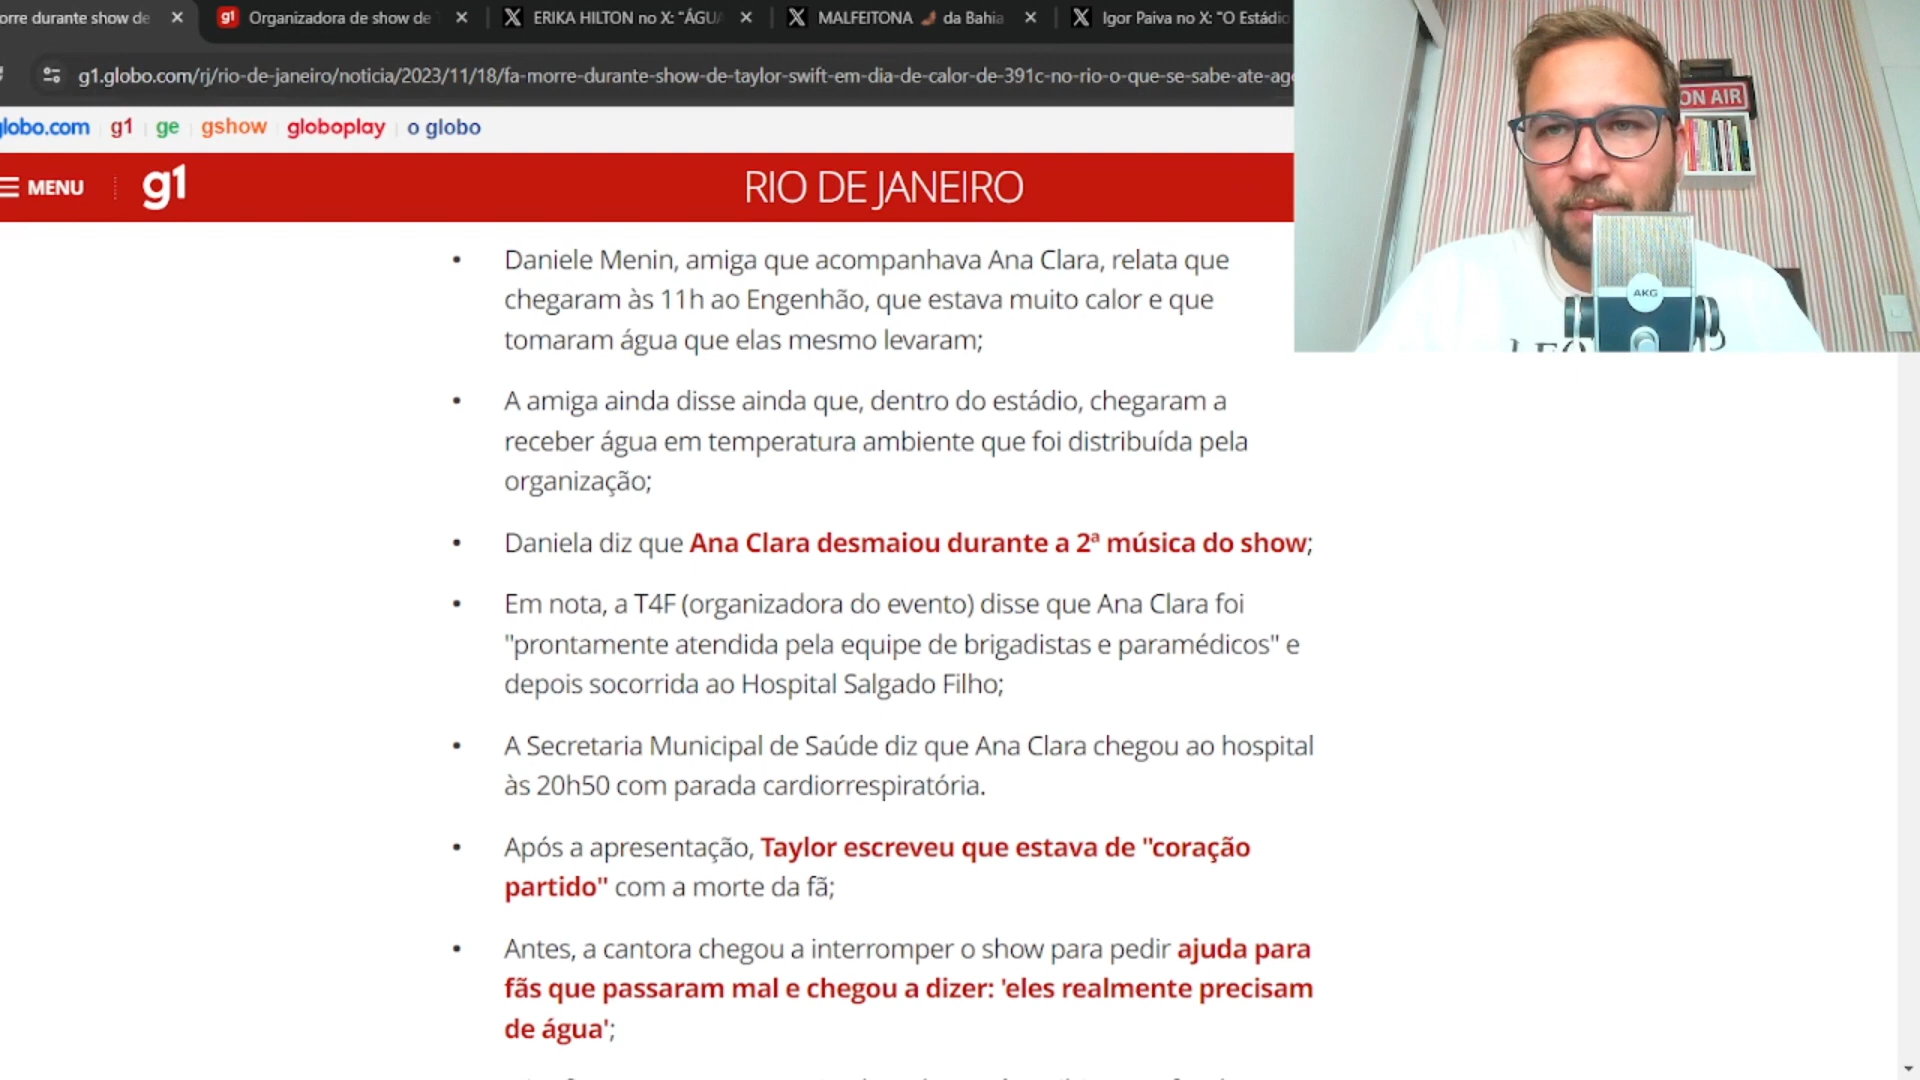 orre durante show de
Organizadora de show de
ERIKA HILTON no X: "ÁGU
MALFEITONA da Bahia
Igor Paiva no X: "O Estádio
g1.globo.com/rj/rio-de-janeiro/noticia/2023/11/18/fa-morre-durante-show-de-taylor-swift-em-dia-de-calor-de-391c-no-rio-o-que-se-sabe-ate-ag
globo.com g1 ge gshow globoplay o globo
MENU g1 RIO DE JANEIRO
ON AIR
AKG
• Daniele Menin, amiga que acompanhava Ana Clara, relata que
chegaram às 11h ao Engenhão, que estava muito calor e que
tomaram água que elas mesmo levaram;
• A amiga ainda disse ainda que, dentro do estádio, chegaram a
receber água em temperatura ambiente que foi distribuída pela
organização;
• Daniela diz que Ana Clara desmaiou durante a 2ª música do show;
• Em nota, a T4F (organizadora do evento) disse que Ana Clara foi
"prontamente atendida pela equipe de brigadistas e paramédicos" e
depois socorrida ao Hospital Salgado Filho;
• A Secretaria Municipal de Saúde diz que Ana Clara chegou ao hospital
às 20h50 com parada cardiorrespiratória.
• Após a apresentação, Taylor escreveu que estava de "coração
partido" com a morte da fã;
• Antes, a cantora chegou a interromper o show para pedir ajuda para
fãs que passaram mal e chegou a dizer: 'eles realmente precisam
de água';